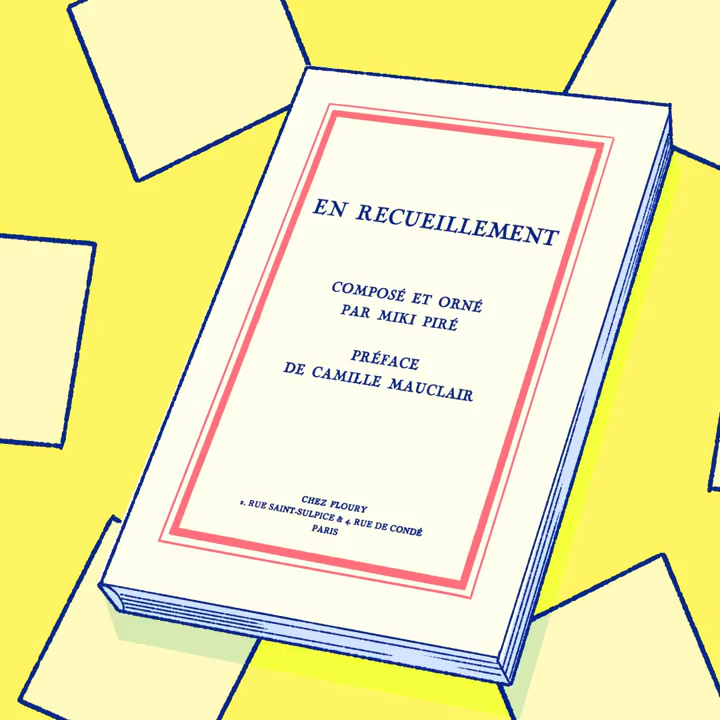 EN RECUEILLEMENT
COMPOSÉ ET ORNÉ
PAR MIKI PIRÉ
PRÉFACE
DE CAMILLE MAUCLAIR
CHEZ FLOURY
2, RUE SAINT-SULPICE & 4, RUE DE CONDÉ
PARIS